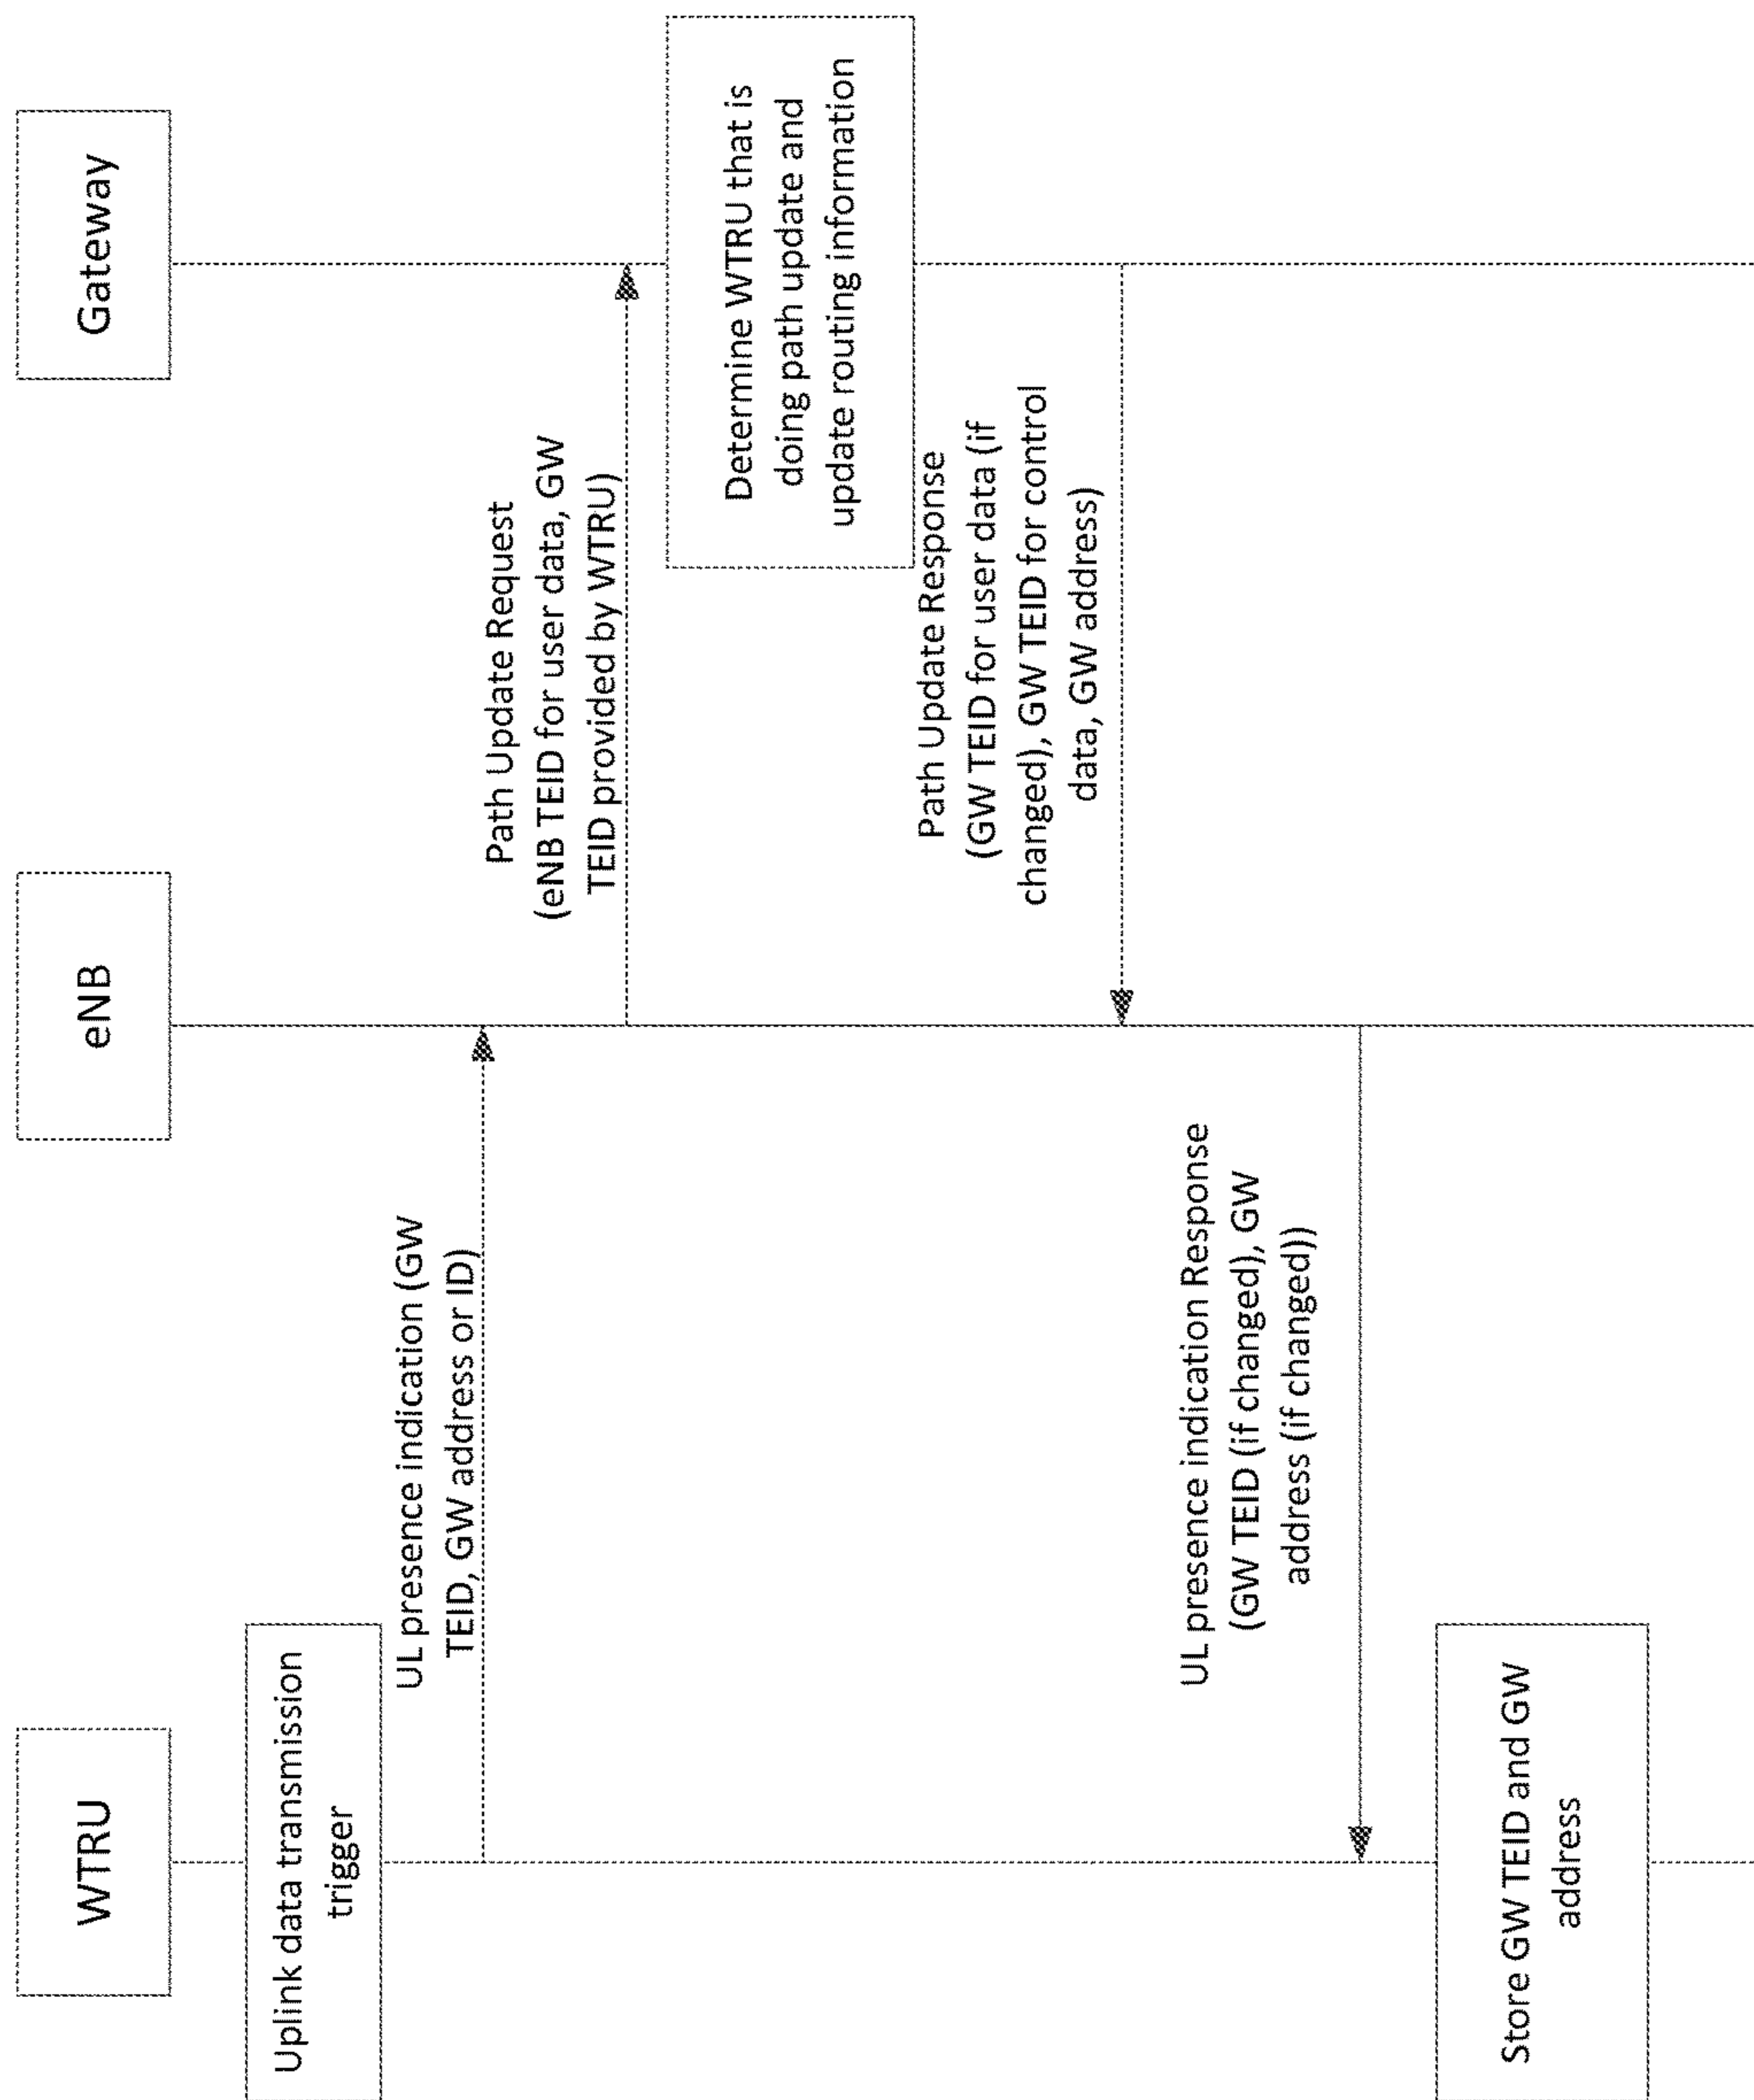 WTRU
eNB
Gateway
Uplink data transmission
trigger
UL presence indication (GW
TEID, GW address or ID)
Path Update Request
(eNB TEID for user data, GW
TEID provided by WTRU)
Determine WTRU that is
doing path update and
update routing information
Path Update Response
(GW TEID for user data (if
changed), GW TEID for control
data, GW address)
UL presence indication Response
(GW TEID (if changed), GW
address (if changed))
Store GW TEID and GW
address